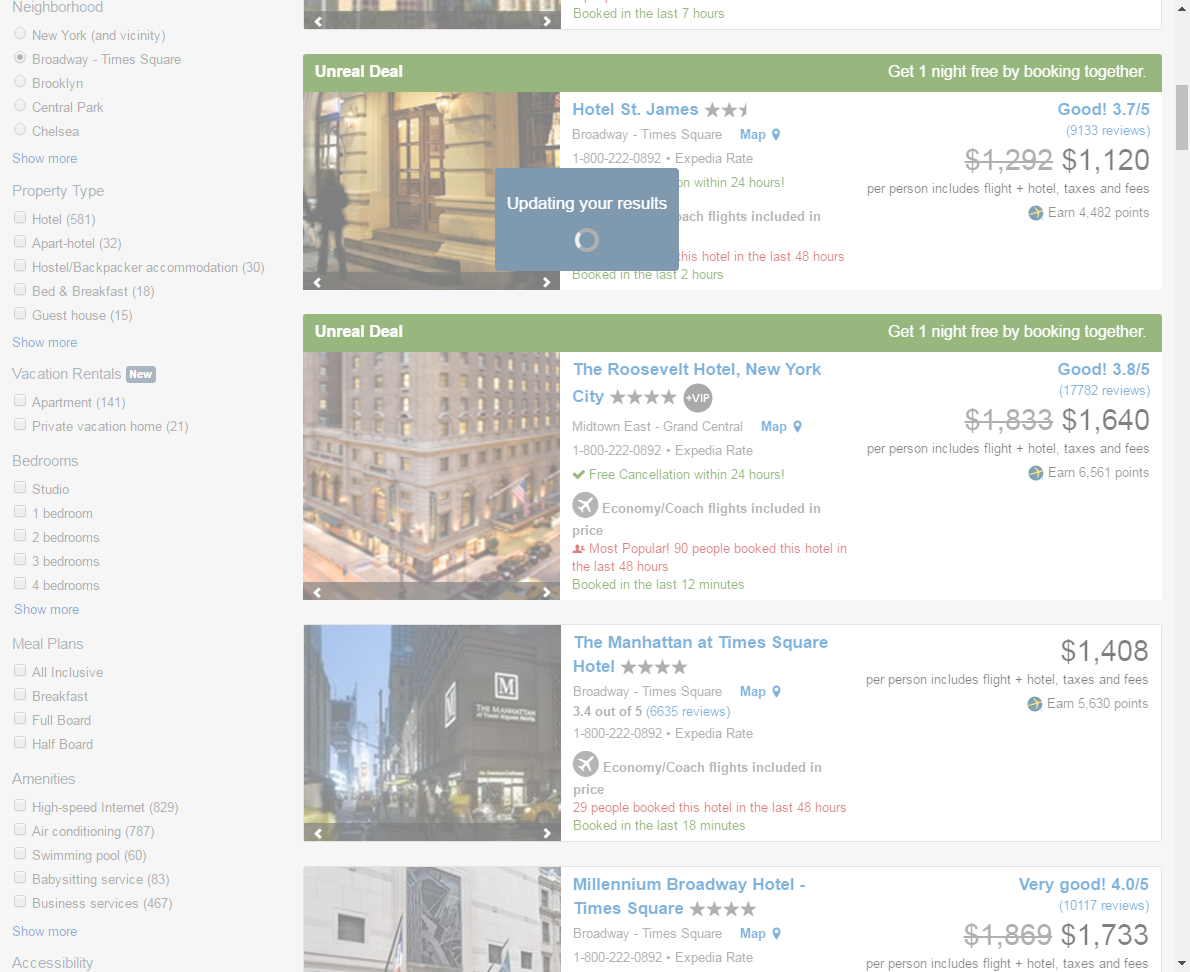 Neighborhood
New York (and vicinity)
Broadway - Times Square
Brooklyn
Central Park
Chelsea
Show more
Property Type
Hotel (581)
Apart-hotel (32)
Hostel/Backpacker accommodation (30)
Bed & Breakfast (18)
Guest house (15)
Show more
Vacation Rentals New
Apartment (141)
Private vacation home (21)
Bedrooms
Studio
1 bedroom
2 bedrooms
3 bedrooms
4 bedrooms
Show more
Meal Plans
All Inclusive
Breakfast
Full Board
Half Board
Amenities
High-speed Internet (829)
Air conditioning (787)
Swimming pool (60)
Babysitting service (83)
Business services (467)
Show more
Accessibility
Booked in the last 7 hours
Unreal Deal
Get 1 night free by booking together.
Hotel St. James
Broadway - Times Square Map
1-800-222-0892 • Expedia Rate
within 24 hours!
flights included in
this hotel in the last 48 hours
Booked in the last 2 hours
Good! 3.7/5
(9133 reviews)
$1,292 $1,120
per person includes flight + hotel, taxes and fees
Earn 4,482 points
Updating your results
Unreal Deal
Get 1 night free by booking together.
The Roosevelt Hotel, New York
City +VIP
Midtown East - Grand Central Map
1-800-222-0892 • Expedia Rate
Free Cancellation within 24 hours!
Economy/Coach flights included in
price
Most Popular! 90 people booked this hotel in
the last 48 hours
Booked in the last 12 minutes
Good! 3.8/5
(17782 reviews)
$1,833 $1,640
per person includes flight + hotel, taxes and fees
Earn 6,561 points
M
THE MANHATTAN
AT TIMES SQUARE HOTEL
The Manhattan at Times Square
Hotel
Broadway - Times Square Map
3.4 out of 5 (6635 reviews)
1-800-222-0892 • Expedia Rate
Economy/Coach flights included in
price
29 people booked this hotel in the last 48 hours
Booked in the last 18 minutes
$1,408
per person includes flight + hotel, taxes and fees
Earn 5,630 points
Millennium Broadway Hotel -
Times Square
Broadway - Times Square Map
1-800-222-0892 • Expedia Rate
Very good! 4.0/5
(10117 reviews)
$1,869 $1,733
per person includes flight + hotel, taxes and fees